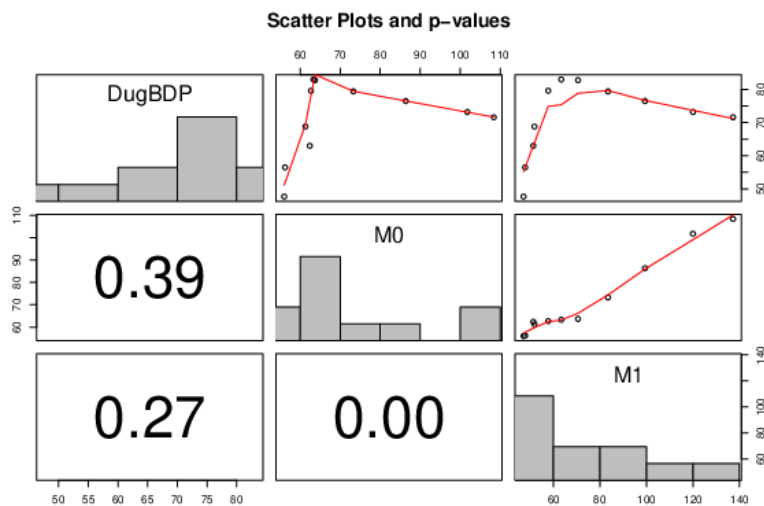 Scatter Plots and p−values
60 70 80 90 100 110
DugBDP
50 60 70 80
60 70 80 90 110
0.39
M0
0.27
0.00
M1
60 80 100 140
50 55 60 65 70 75 80
60 80 100 120 140